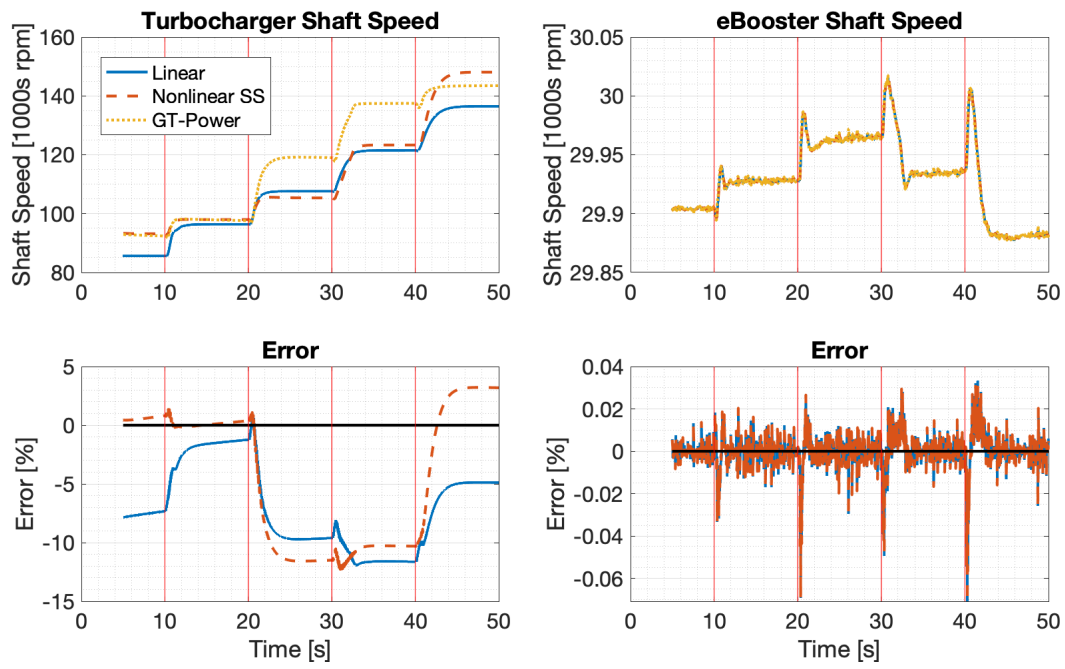 Turbocharger Shaft Speed
Shaft Speed [1000s rpm]
160
140
120
100
80
0 10 20 30 40 50
Linear
Nonlinear SS
GT-Power
eBooster Shaft Speed
Shaft Speed [1000s rpm]
30.05
30
29.95
29.9
29.85
0 10 20 30 40 50
Error
Error [%]
5
0
-5
-10
-15
0 10 20 30 40 50
Time [s]
Error
Error [%]
0.04
0.02
0
-0.02
-0.04
-0.06
0 10 20 30 40 50
Time [s]